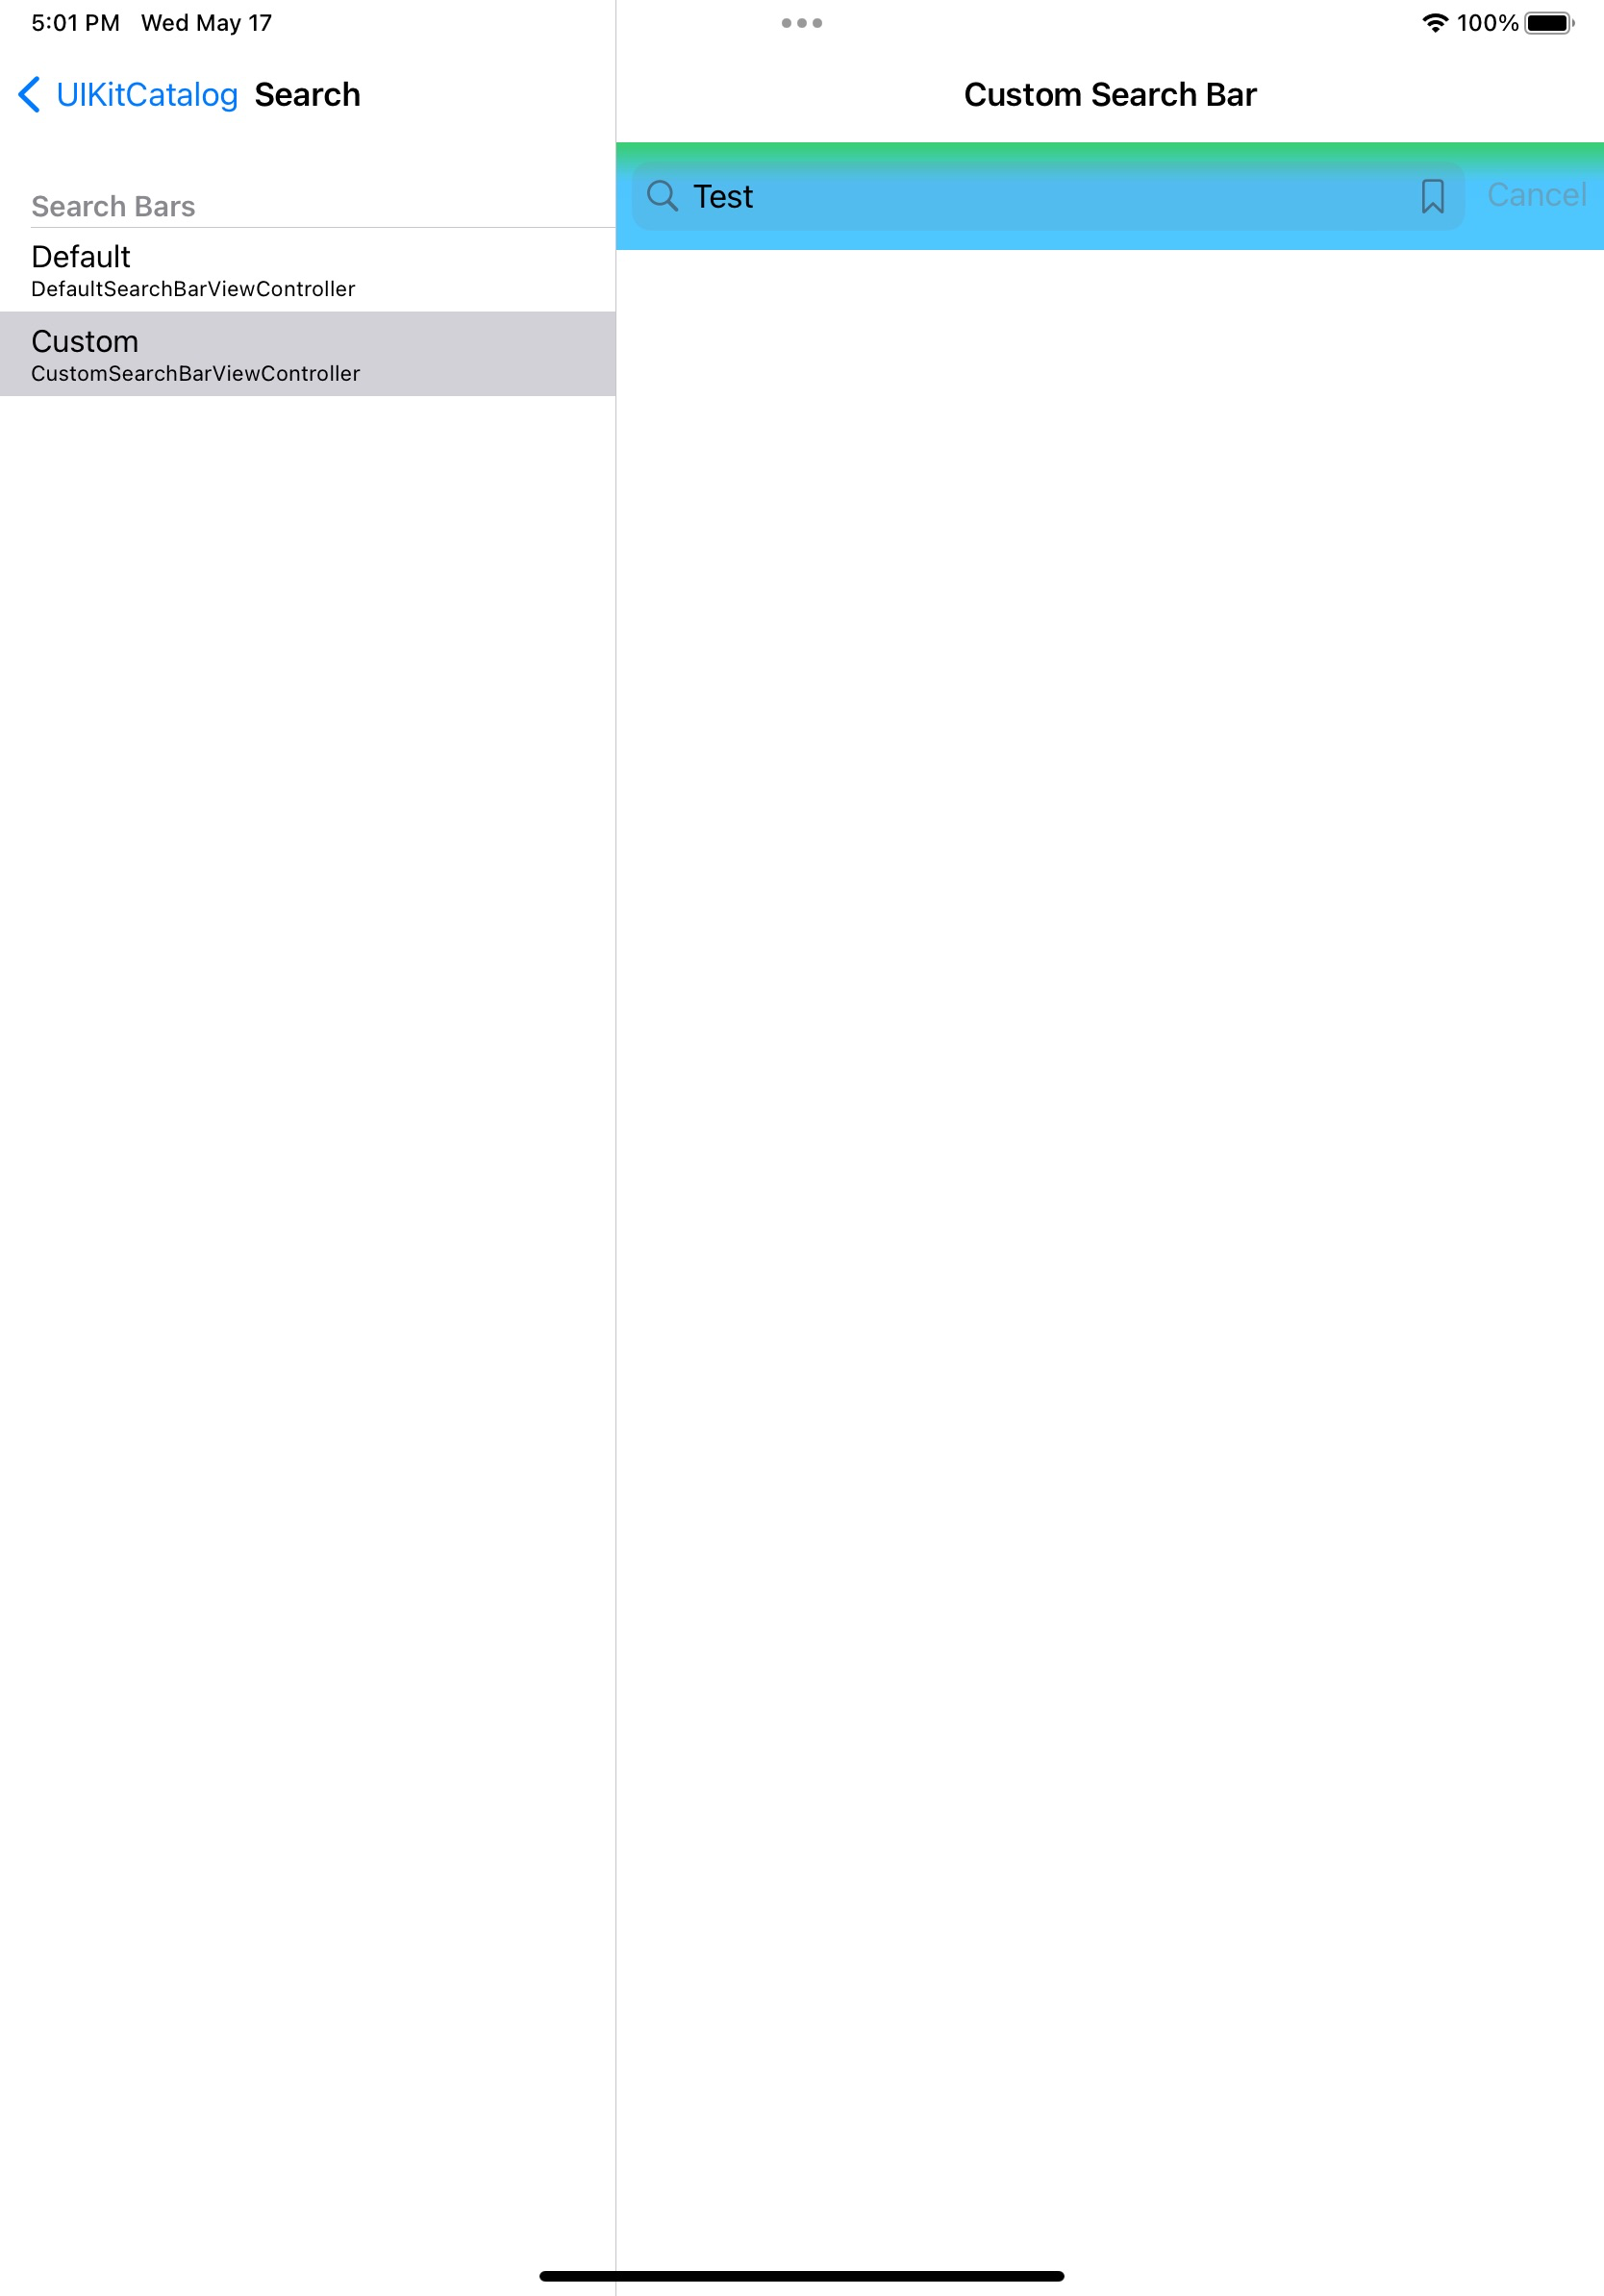 5:01 PM Wed May 17
100%
UIKitCatalog Search
Custom Search Bar
Search Bars
Default
DefaultSearchBarViewController
Custom
CustomSearchBarViewController
Test
Cancel